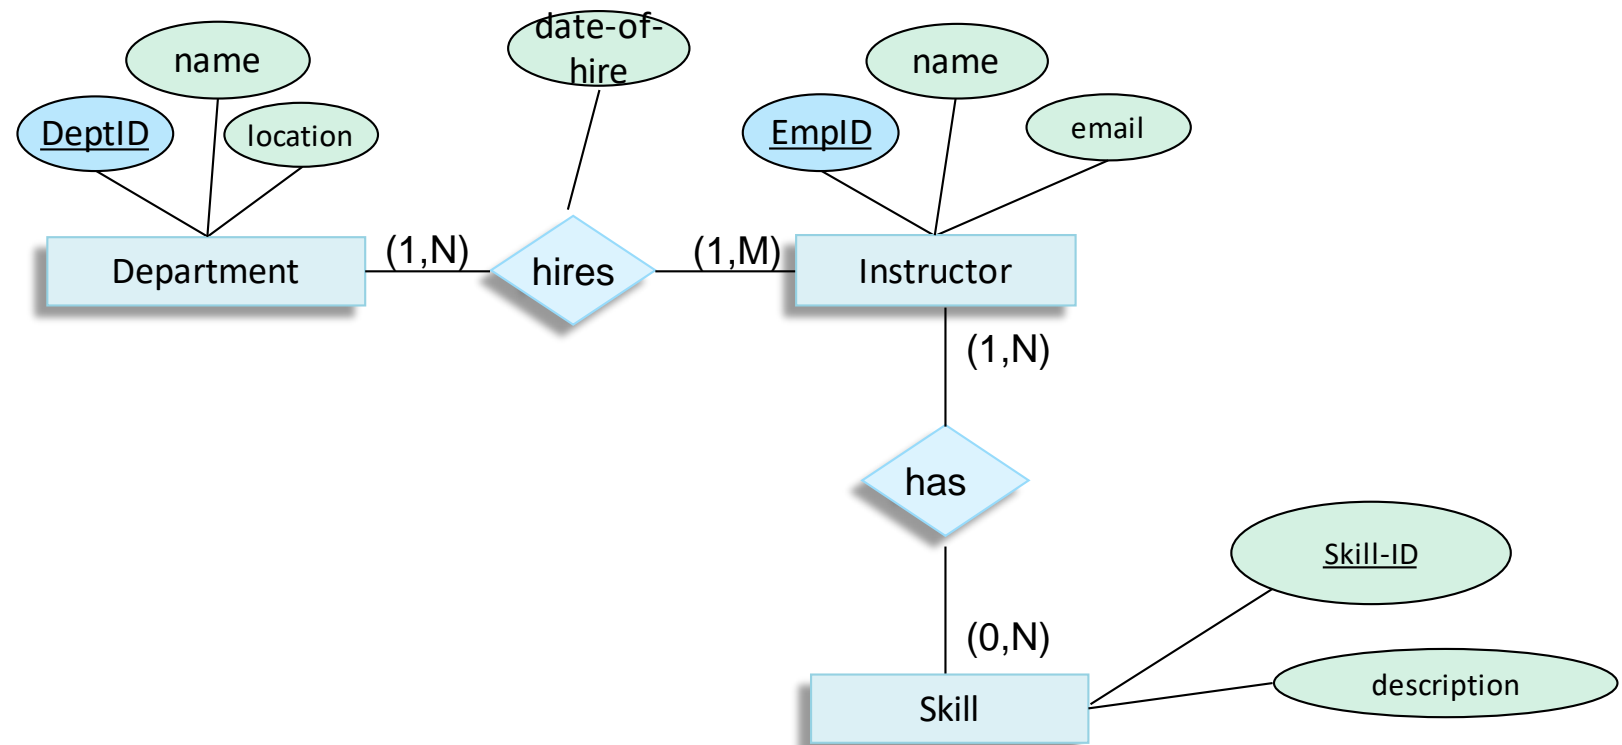 date-of-
hire
name
name
DeptID
location
EmpID
email
Department
(1,N)
hires
(1,M)
Instructor
(1,N)
has
Skill-ID
(0,N)
description
Skill